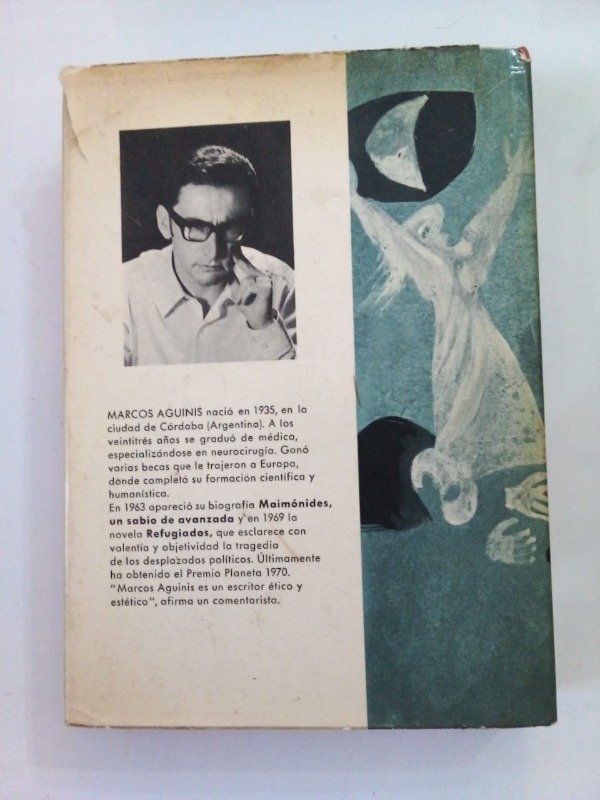 MARCOS AGUINIS nació en 1935, en la
ciudad de Córdoba (Argentina). A los
veintitrés años se graduó de médico,
especializándose en neurocirugía. Ganó
varias becas que le trajeron a Europa,
donde completó su formación científica y
humanística.
En 1963 apareció su biografía Maimónides,
un sabio de avanzada y en 1969 la
novela Refugiados, que esclarece con
valentía y objetividad la tragedia
de los desplazados políticos. Últimamente
ha obtenido el Premio Planeta 1970.
"Marcos Aguinis es un escritor ético y
estético", afirma un comentarista.